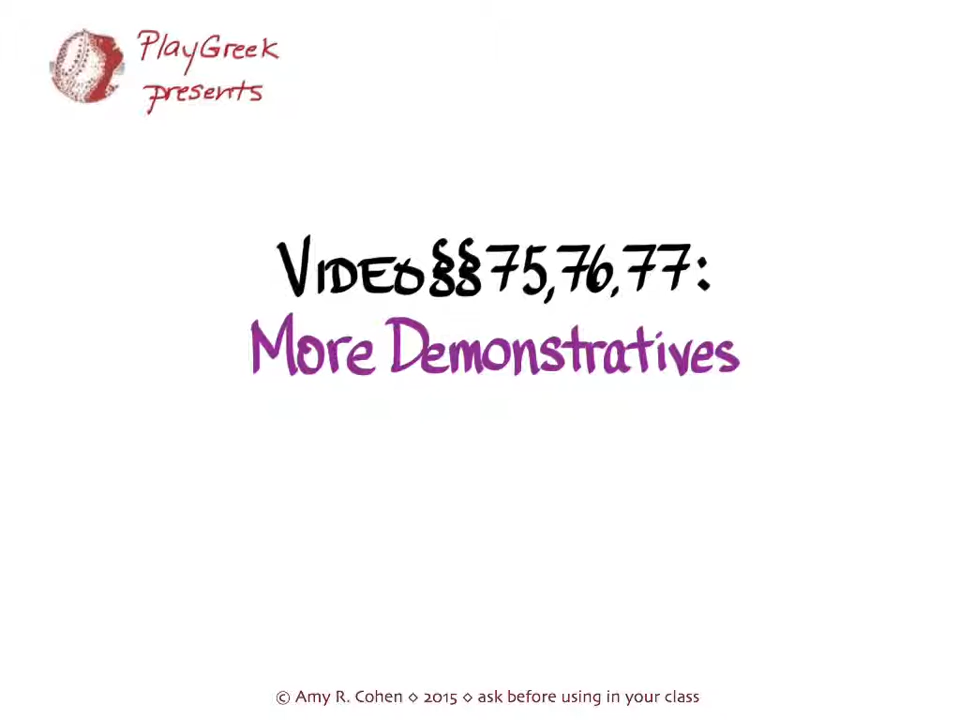 PlayGreek
presents
VIDEO §§ 75, 76, 77:
More Demonstratives
© Amy R. Cohen ◇ 2015 ◇ ask before using in your class